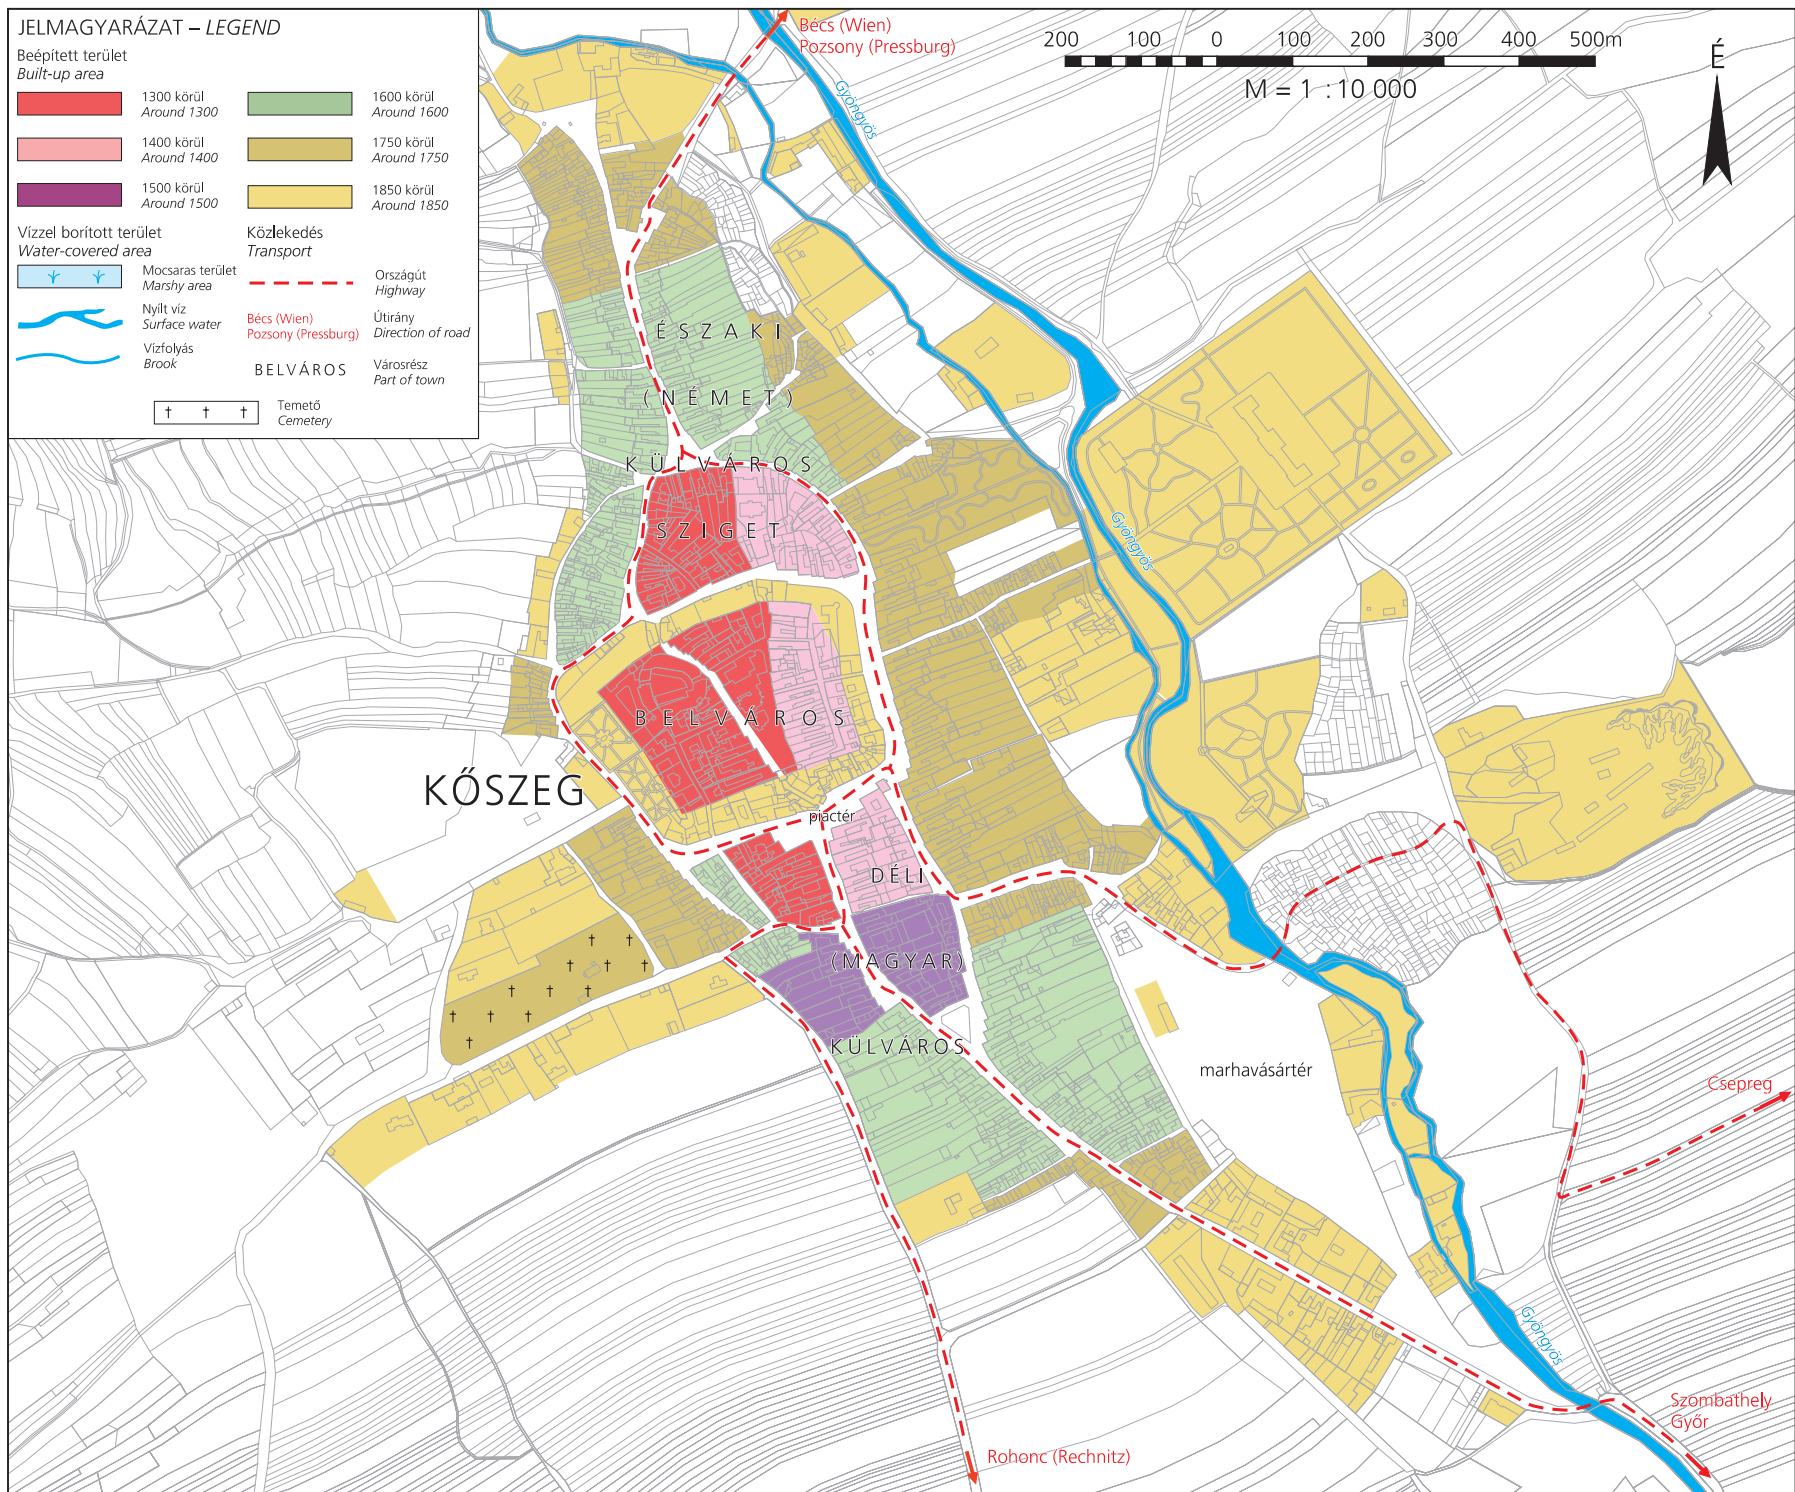 JELMAGYARÁZAT – LEGEND
Beépített terület
Built-up area
1300 körül
Around 1300
1400 körül
Around 1400
1500 körül
Around 1500
1600 körül
Around 1600
1750 körül
Around 1750
1850 körül
Around 1850
Vízzel borított terület
Water-covered area
Mocsaras terület
Marshy area
Nyílt víz
Surface water
Vízfolyás
Brook
Közlekedés
Transport
Országút
Highway
Bécs (Wien)
Pozsony (Pressburg)
Útirány
Direction of road
BELVÁROS
Városrész
Part of town
Temető
Cemetery
Bécs (Wien)
Pozsony (Pressburg)
200 100 0 100 200 300 400 500m
M = 1 : 10 000
É
Gyöngyös
ÉSZAKI
(NÉMET)
KÜLVÁROS
SZIGET
Gyöngyös
BELVÁROS
KŐSZEG
piactér
DÉLI
(MAGYAR)
KÜLVÁROS
marhavásártér
Csepreg
Gyöngyös
Szombathely
Győr
Rohonc (Rechnitz)